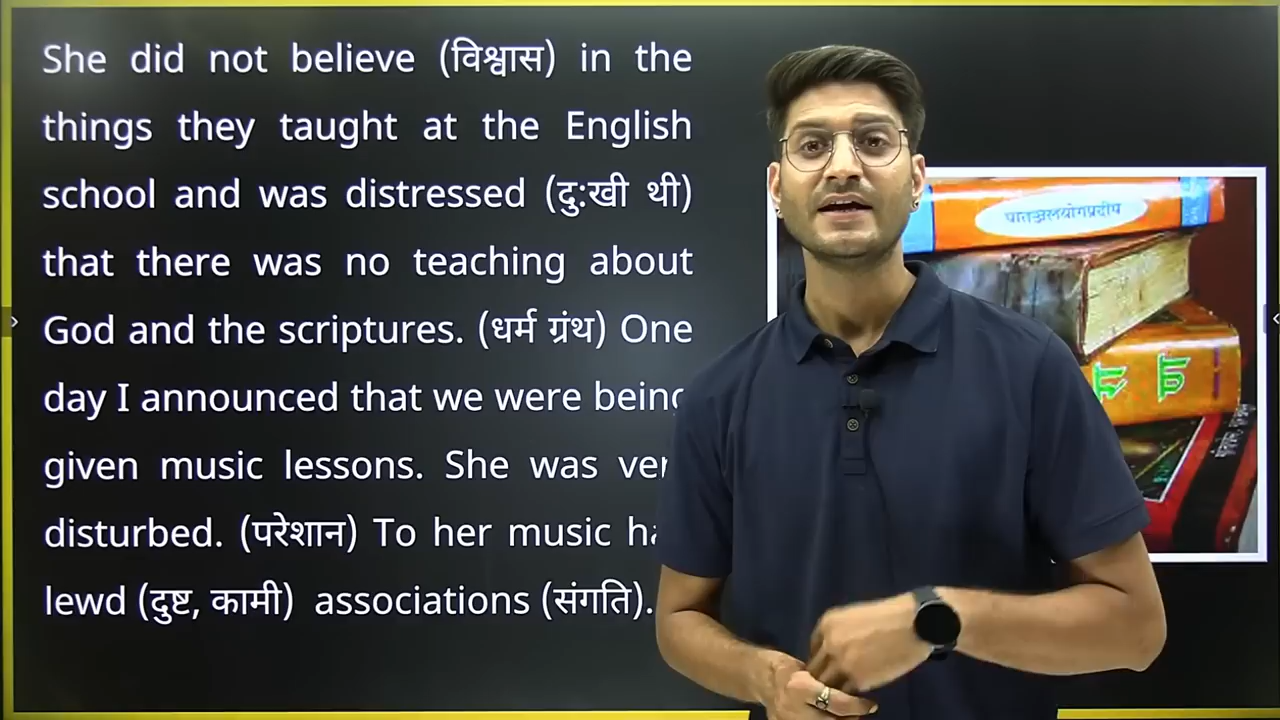 She did not believe (विश्वास) in the
things they taught at the English
school and was distressed (दुःखी थी)
that there was no teaching about
God and the scriptures. (धर्म ग्रंथ) One
day I announced that we were being
given music lessons. She was very
disturbed. (परेशान) To her music had
lewd (दुष्ट, कामी) associations (संगति).
पातञ्जलयोगप्रदीप